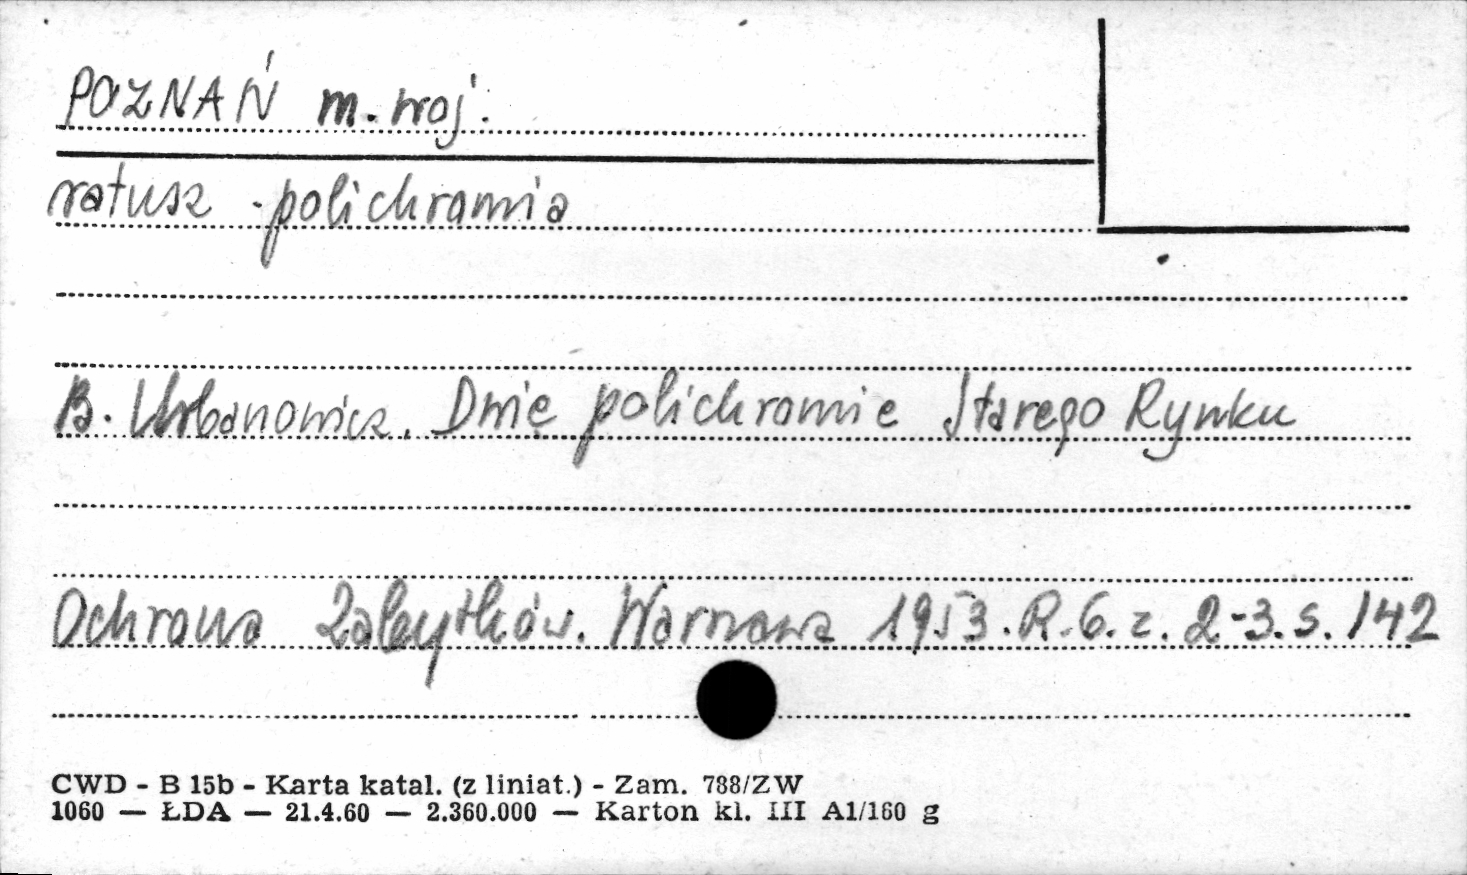 POZNAŃ m. woj.
ratusz - polichromia
B. Urbanowicz. Dwie polichromie Starego Rynku
Ochrona Zabytków. Warszawa 1953. R. 6. z. 2-3. s. 142
CWD - B 15b - Karta katal. (z liniat.) - Zam. 788/ZW
1060 — ŁDA — 21.4.60 — 2.360.000 — Karton kl. III A1/160 g